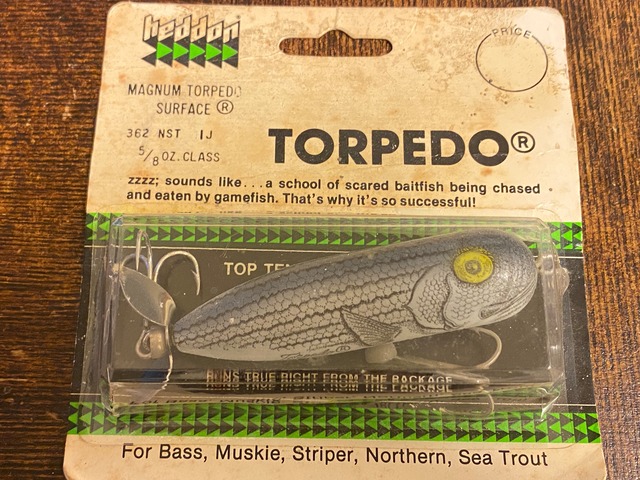 heddon
PRICE
MAGNUM TORPEDO
SURFACE ®
362 NST IJ
5/8 OZ. CLASS
TORPEDO®
zzzz; sounds like...a school of scared baitfish being chased
and eaten by gamefish. That's why it's so successful!
TOP
RUNS TRUE RIGHT FROM THE PACKAGE
For Bass, Muskie, Striper, Northern, Sea Trout